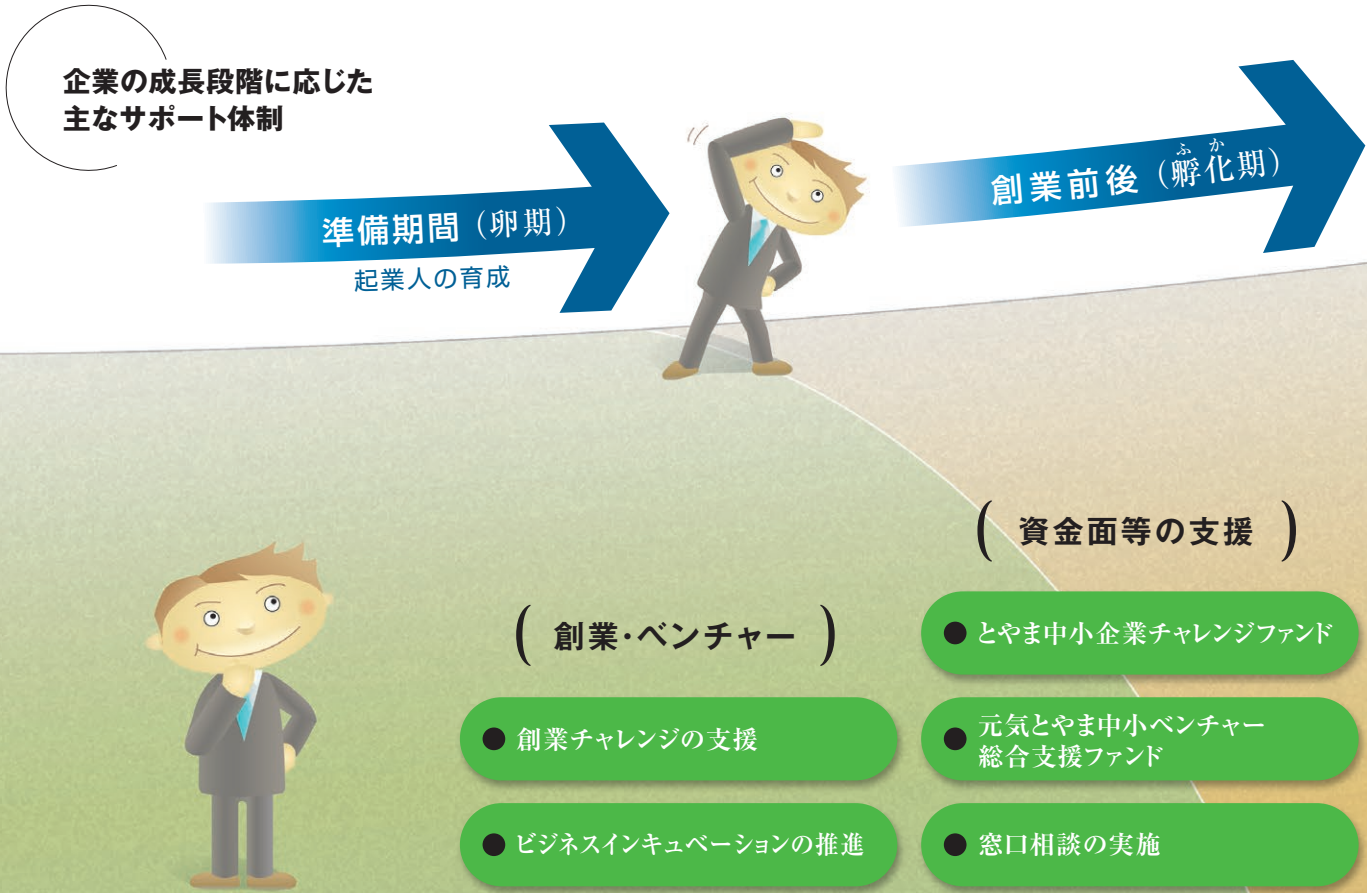 企業の成長段階に応じた
主なサポート体制
準備期間（卵期）
起業人の育成
ふ か
創業前後（孵化期）
（ 創業・ベンチャー ）
● 創業チャレンジの支援
● ビジネスインキュベーションの推進
（ 資金面等の支援 ）
● とやま中小企業チャレンジファンド
● 元気とやま中小ベンチャー
総合支援ファンド
● 窓口相談の実施